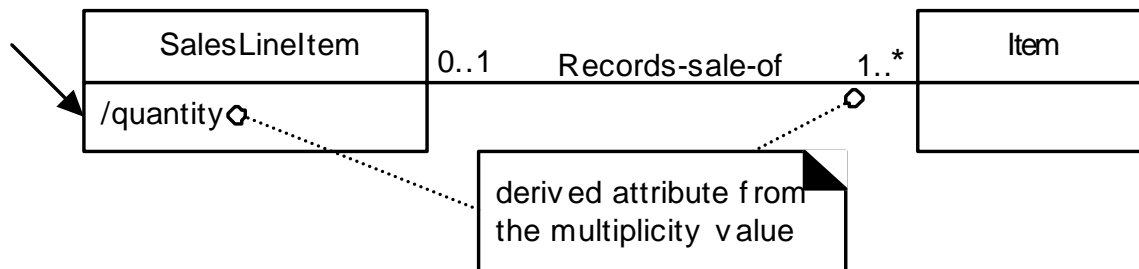 SalesLineItem
0..1 Records-sale-of 1..*
Item
/quantity
derived attribute from
the multiplicity value